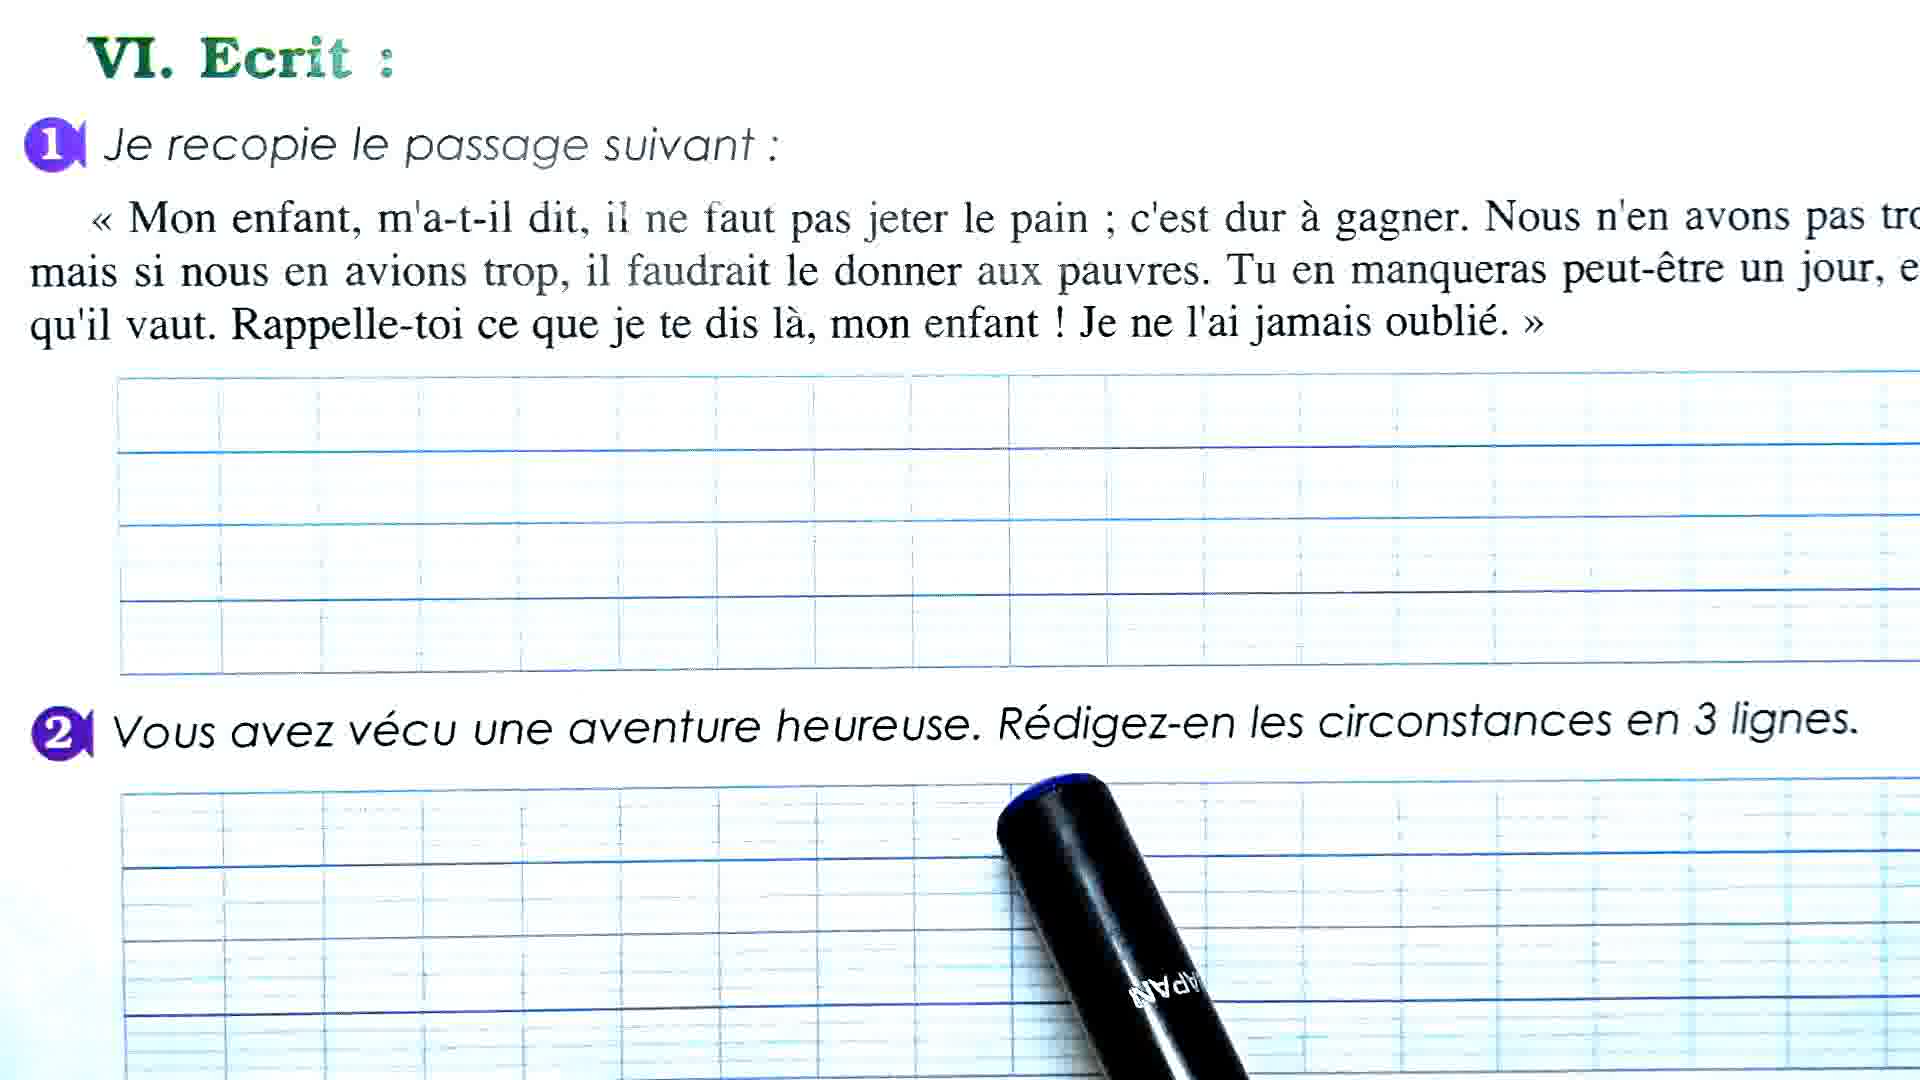 VI. Ecrit :
1 Je recopie le passage suivant :
« Mon enfant, m'a-t-il dit, il ne faut pas jeter le pain ; c'est dur à gagner. Nous n'en avons pas
mais si nous en avions trop, il faudrait le donner aux pauvres. Tu en manqueras peut-être un jour,
qu'il vaut. Rappelle-toi ce que je te dis là, mon enfant ! Je ne l'ai jamais oublié. »
2 Vous avez vécu une aventure heureuse. Rédigez-en les circonstances en 3 lignes.